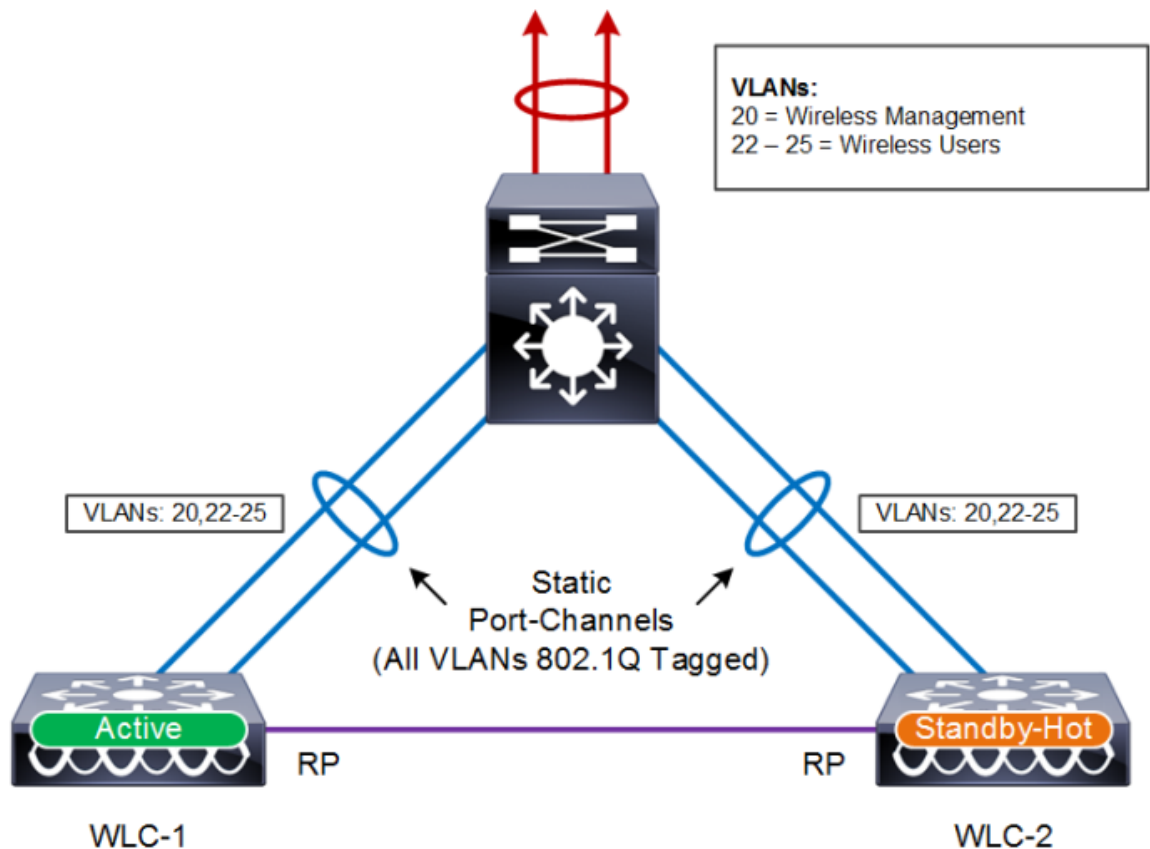 VLANs:
20 = Wireless Management
22 – 25 = Wireless Users
VLANs: 20,22-25
VLANs: 20,22-25
Static
Port-Channels
(All VLANs 802.1Q Tagged)
Active
Standby-Hot
RP
RP
WLC-1
WLC-2